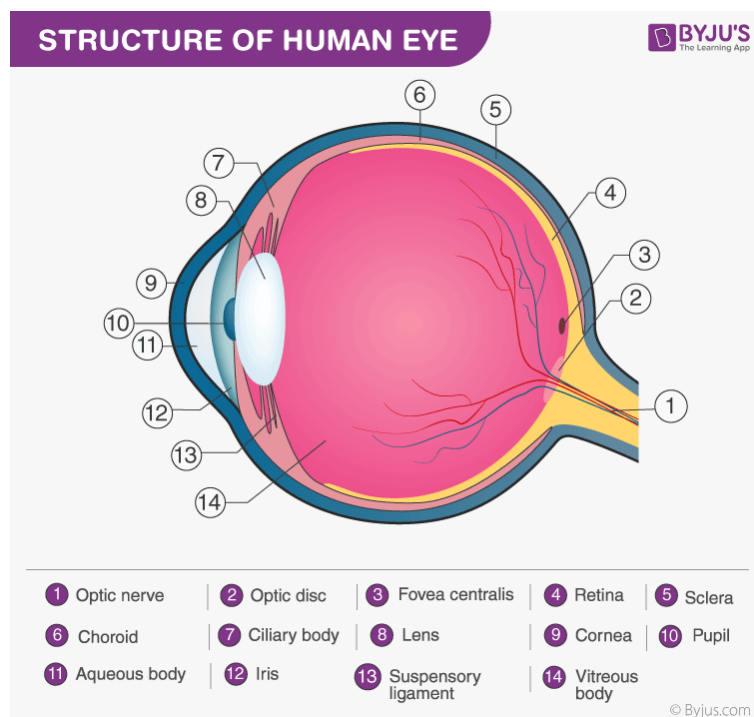 STRUCTURE OF HUMAN EYE
B BYJU'S
The Learning App
6
5
7
4
8
3
9
2
10
11
1
12
13
14
1 Optic nerve
2 Optic disc
3 Fovea centralis
4 Retina
5 Sclera
6 Choroid
7 Ciliary body
8 Lens
9 Cornea
10 Pupil
11 Aqueous body
12 Iris
13 Suspensory
ligament
14 Vitreous
body
© Byjus.com